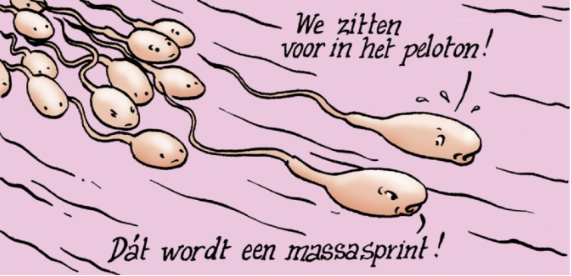 We zitten
voor in het peloton!
Dát wordt een massasprint!